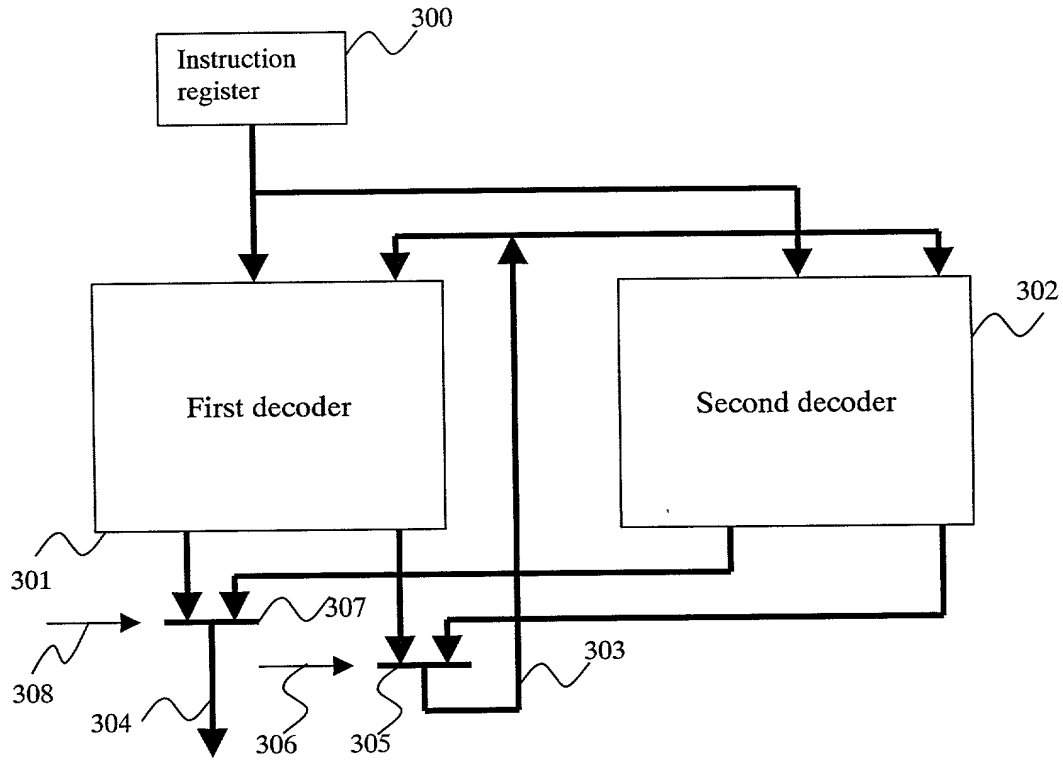 300
Instruction
register
302
First decoder
Second decoder
301
307
308
303
304
306
305